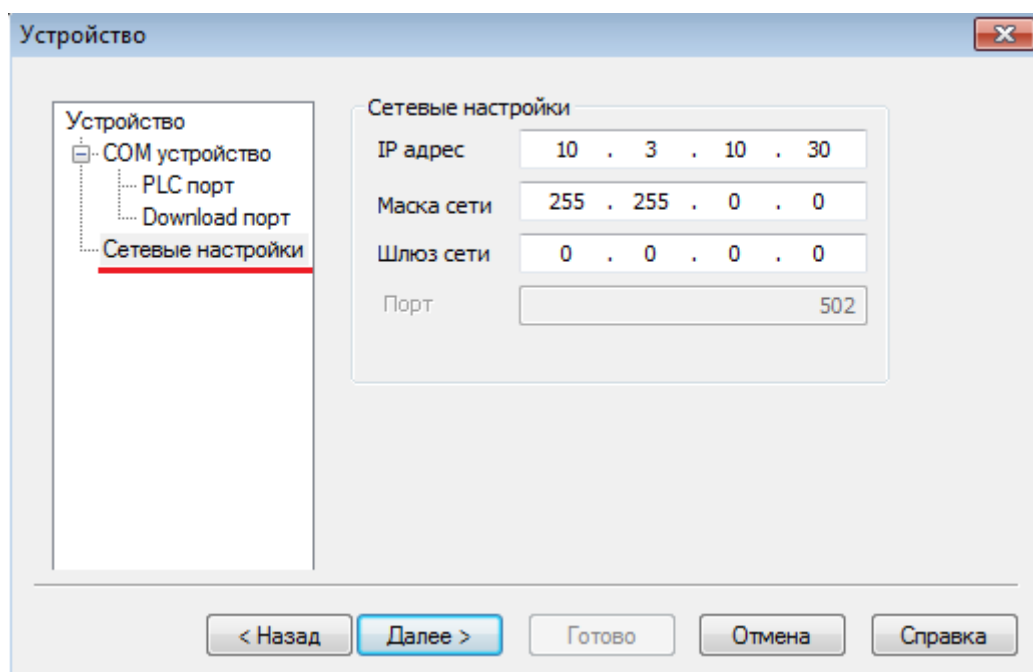 Устройство
Устройство
COM устройство
PLC порт
Download порт
Сетевые настройки
Сетевые настройки
IP адрес 10 . 3 . 10 . 30
Маска сети 255 . 255 . 0 . 0
Шлюз сети 0 . 0 . 0 . 0
Порт 502
< Назад Далее > Готово Отмена Справка